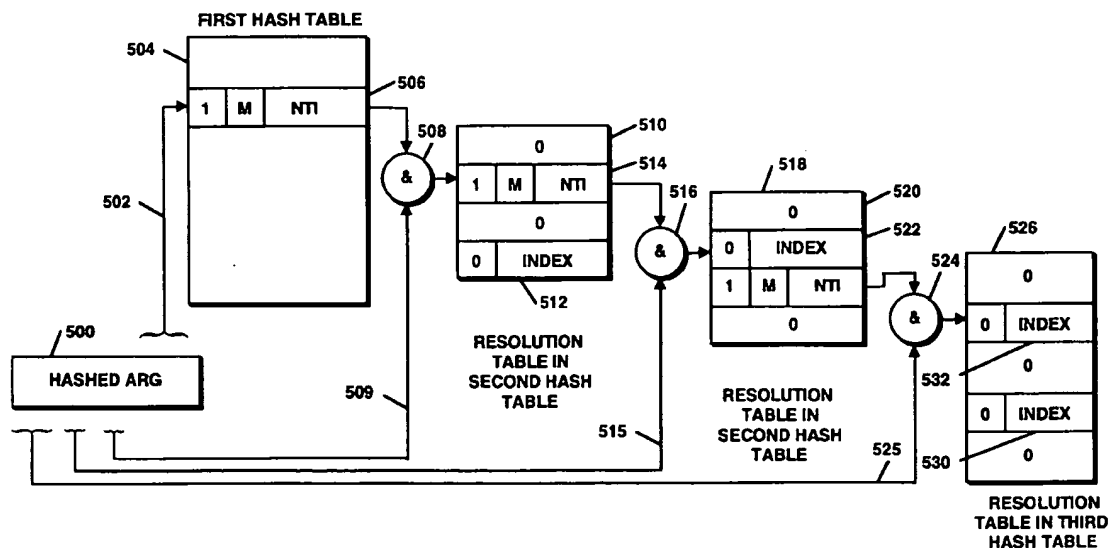 FIRST HASH TABLE
504
506
1 M NTI
508
&
502
510
0
514
1 M NTI
0
0 INDEX
512
516
&
518
520
0
522
0 INDEX
1 M NTI
0
524
&
526
0
0 INDEX
532
0
0 INDEX
530
0
500
HASHED ARG
509
515
525
RESOLUTION
TABLE IN
SECOND HASH
TABLE
RESOLUTION
TABLE IN
SECOND HASH
TABLE
RESOLUTION
TABLE IN THIRD
HASH TABLE